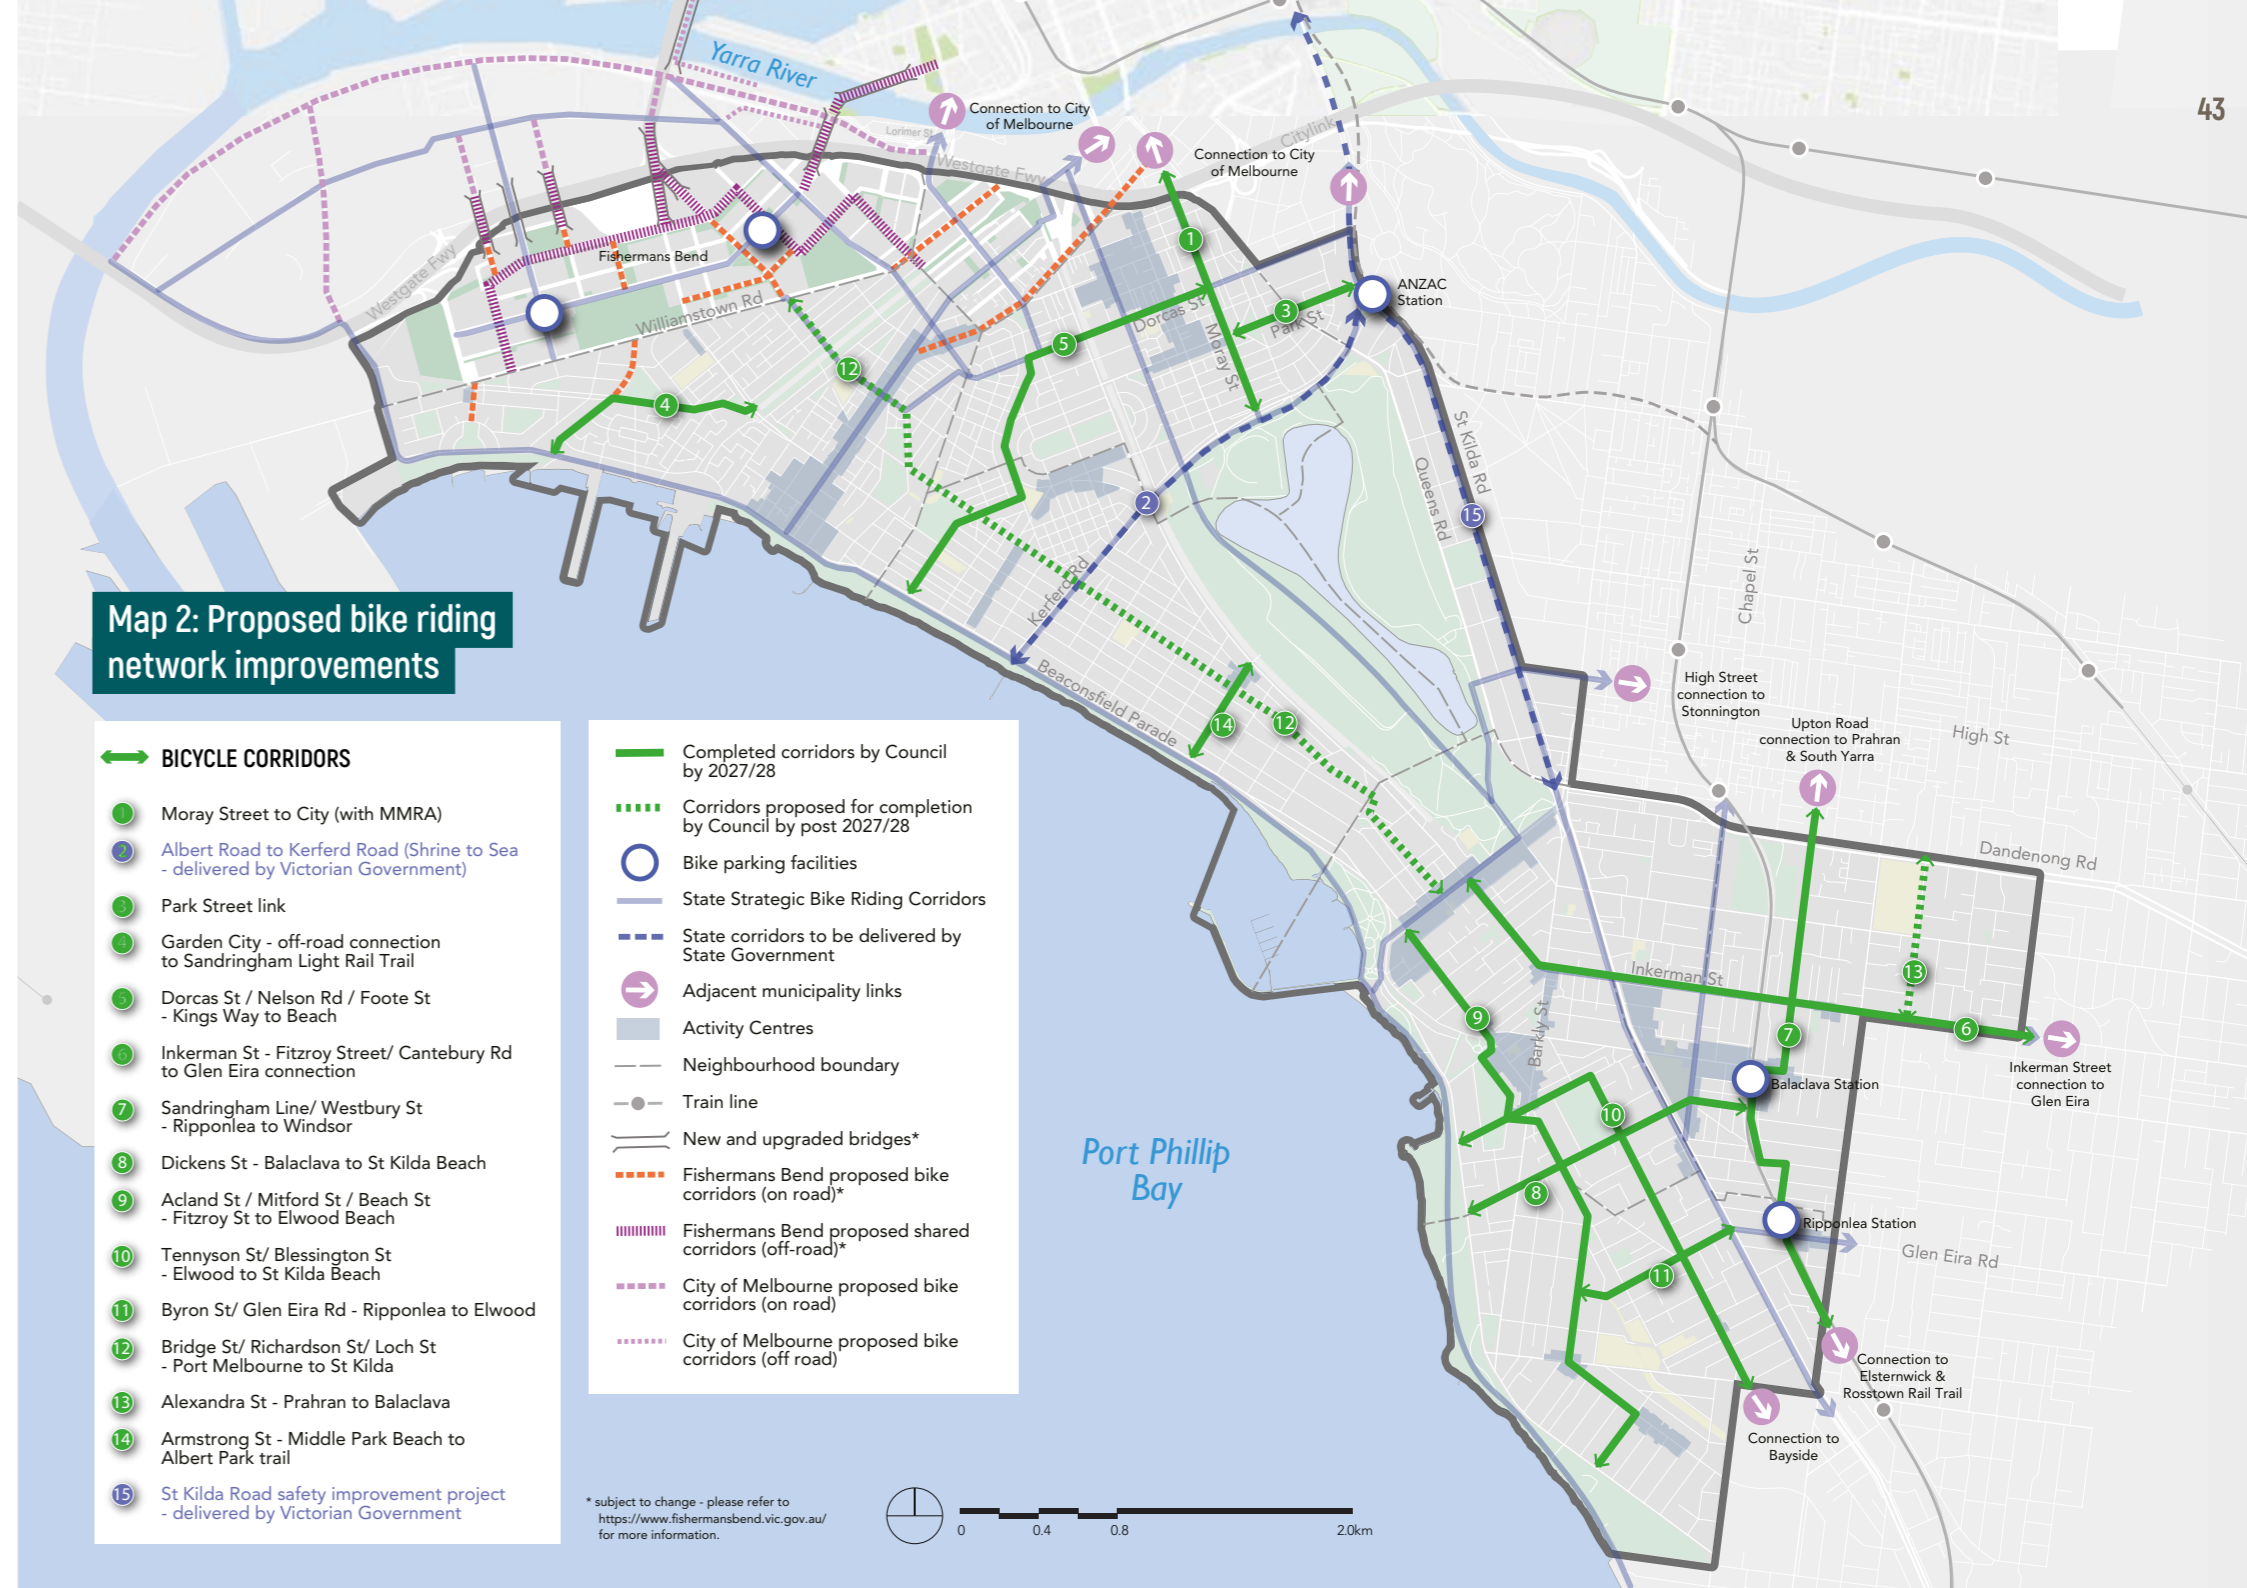 43
Yarra River
Connection to City
of Melbourne
Lorimer St
Westgate Fwy
Citylink
Connection to City
of Melbourne
Westgate Fwy
Fishermans Bend
Williamstown Rd
ANZAC
Station
1
Dorcas St
3
Park St
5
Moray St
12
4
St Kilda Rd
Queens Rd
2
15
Kerferd Rd
Chapel St
Beaconsfield Parade
14
12
High Street
connection to
Stonnington
Upton Road
connection to Prahran
& South Yarra
High St
Dandenong Rd
Inkerman St
13
9
Barkly St
7
6
Inkerman Street
connection to
Glen Eira
Balaclava Station
10
8
Ripponlea Station
Glen Eira Rd
11
Connection to
Elsternwick &
Rosstown Rail Trail
Connection to
Bayside
Port Phillip
Bay
Map 2: Proposed bike riding
network improvements
BICYCLE CORRIDORS
1 Moray Street to City (with MMRA)
2 Albert Road to Kerferd Road (Shrine to Sea
- delivered by Victorian Government)
3 Park Street link
4 Garden City - off-road connection
to Sandringham Light Rail Trail
5 Dorcas St / Nelson Rd / Foote St
- Kings Way to Beach
6 Inkerman St - Fitzroy Street/ Cantebury Rd
to Glen Eira connection
7 Sandringham Line/ Westbury St
- Ripponlea to Windsor
8 Dickens St - Balaclava to St Kilda Beach
9 Acland St / Mitford St / Beach St
- Fitzroy St to Elwood Beach
10 Tennyson St/ Blessington St
- Elwood to St Kilda Beach
11 Byron St/ Glen Eira Rd - Ripponlea to Elwood
12 Bridge St/ Richardson St/ Loch St
- Port Melbourne to St Kilda
13 Alexandra St - Prahran to Balaclava
14 Armstrong St - Middle Park Beach to
Albert Park trail
15 St Kilda Road safety improvement project
- delivered by Victorian Government
Completed corridors by Council
by 2027/28
Corridors proposed for completion
by Council by post 2027/28
Bike parking facilities
State Strategic Bike Riding Corridors
State corridors to be delivered by
State Government
Adjacent municipality links
Activity Centres
Neighbourhood boundary
Train line
New and upgraded bridges*
Fishermans Bend proposed bike
corridors (on road)*
Fishermans Bend proposed shared
corridors (off-road)*
City of Melbourne proposed bike
corridors (on road)
City of Melbourne proposed bike
corridors (off road)
* subject to change - please refer to
https://www.fishermansbend.vic.gov.au/
for more information.
0 0.4 0.8 2.0km